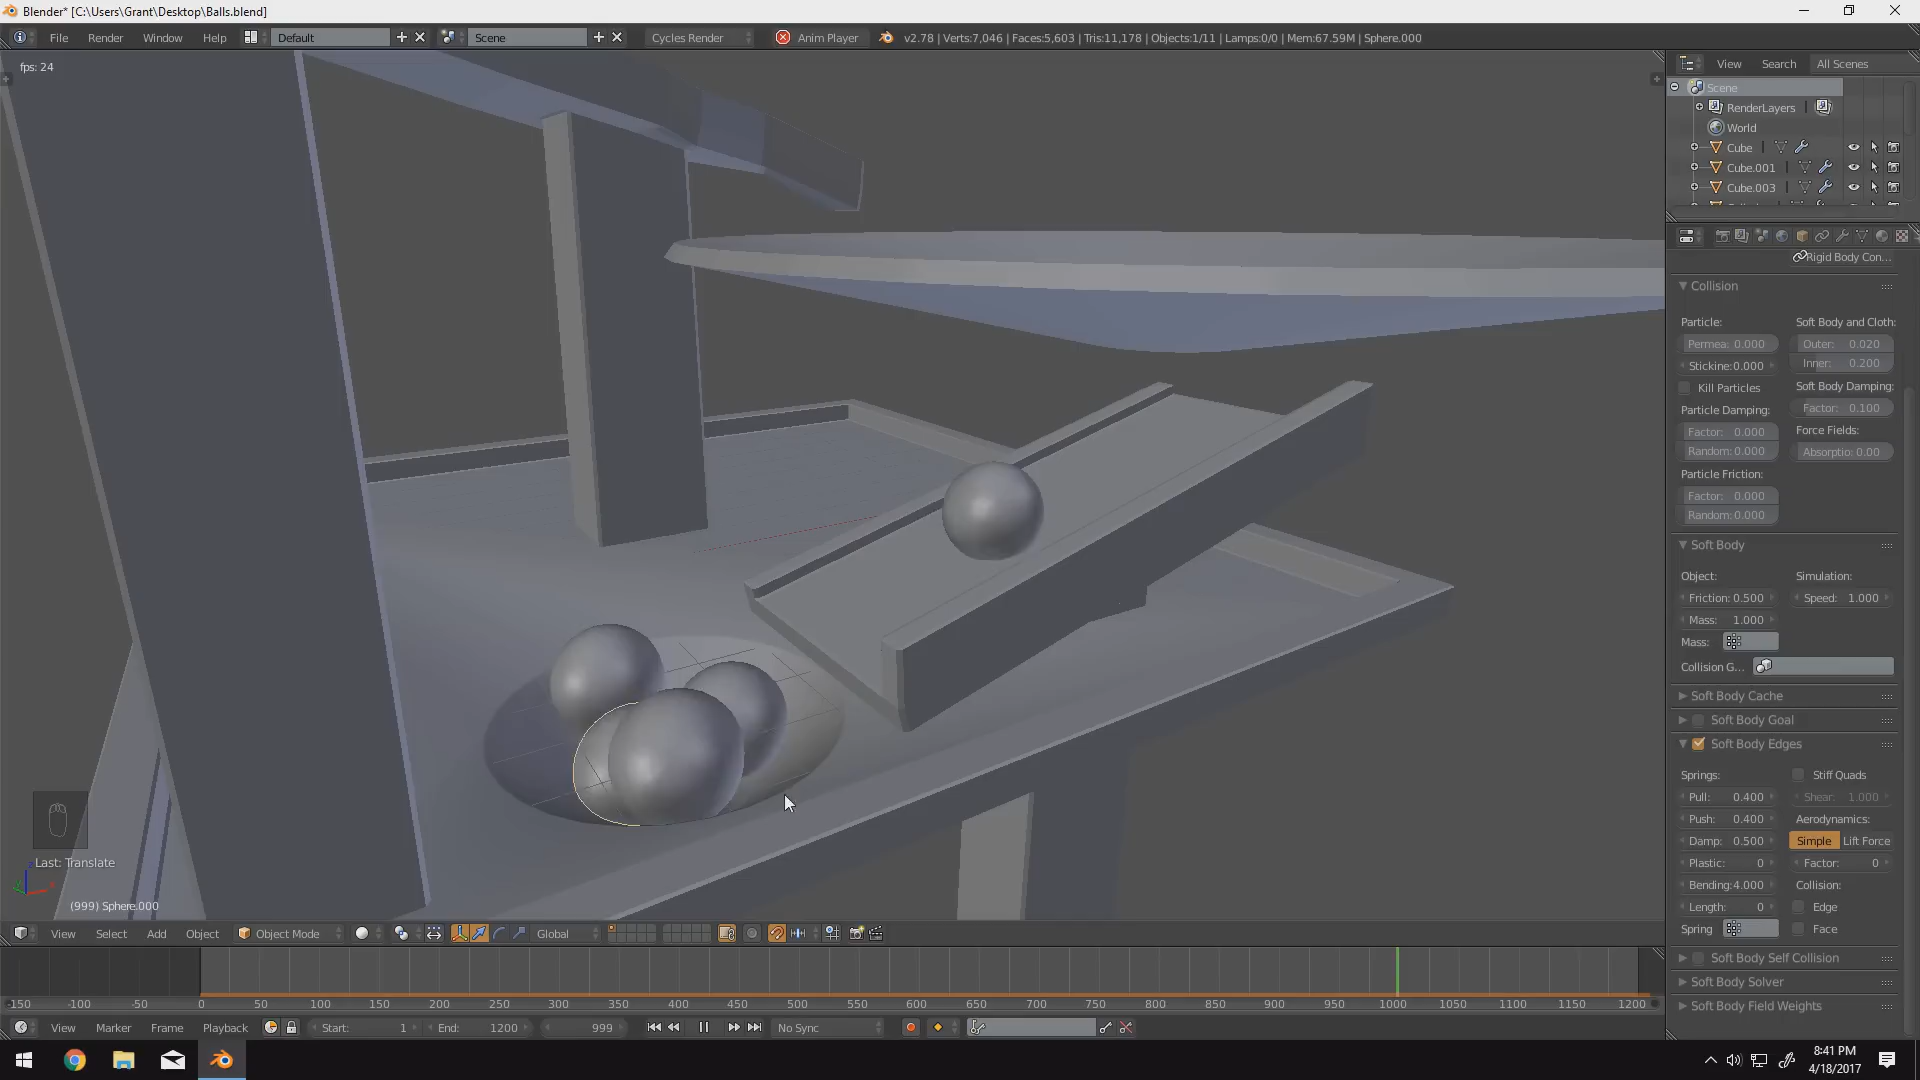 Blender* [C:\Users\Grant\Desktop\Balls.blend]
File Render Window Help Default Scene Cycles Render Anim Player v2.78 | Verts:7,046 | Faces:5,603 | Tris:11,178 | Objects:1/11 | Lamps:0/0 | Mem:67.59M | Sphere.000
fps: 24
View Search All Scenes
Scene
RenderLayers
World
Cube
Cube.001
Cube.003
Rigid Body Con...
Collision
Particle: Soft Body and Cloth:
Permea: 0.000 Outer: 0.020
Stickine:0.000 Inner: 0.200
Kill Particles Soft Body Damping:
Particle Damping: Factor: 0.100
Factor: 0.000 Force Fields:
Random:0.000 Absorptio: 0.00
Particle Friction:
Factor: 0.000
Random:0.000
Soft Body
Object: Simulation:
Friction: 0.500 Speed: 1.000
Mass: 1.000
Mass:
Collision G...
Soft Body Cache
Soft Body Goal
Soft Body Edges
Springs: Stiff Quads
Pull: 0.400 Shear: 1.000
Push: 0.400 Aerodynamics:
Damp: 0.500 Simple Lift Force
Plastic: 0 Factor: 0
Bending:4.000 Collision:
Length: 0 Edge
Spring Face
Soft Body Self Collision
Soft Body Solver
Soft Body Field Weights
Last: Translate
(999) Sphere.000
View Select Add Object Object Mode Global
-150 -100 -50 0 50 100 150 200 250 300 350 400 450 500 550 600 650 700 750 800 850 900 950 1000 1050 1100 1150 1200
View Marker Frame Playback Start: 1 End: 1200 999 No Sync
8:41 PM
4/18/2017